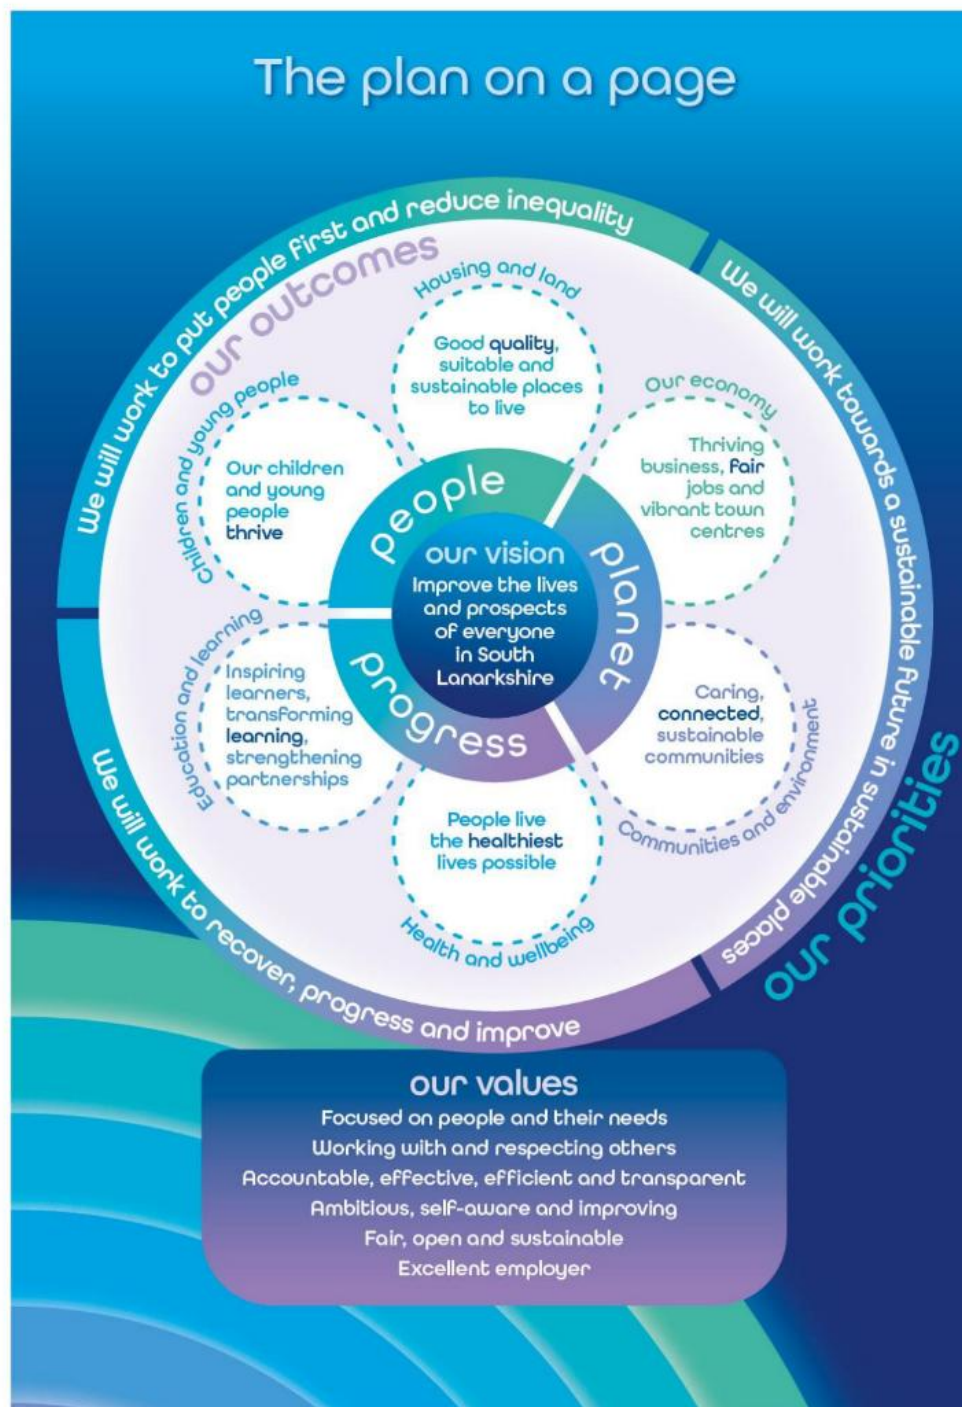 The plan on a page
We will work to put people first and reduce inequality
We will work towards a sustainable future in sustainable places
We will work to recover, progress and improve
our priorities
our outcomes
Housing and land
Good quality,
suitable and
sustainable places
to live
Our economy
Thriving
business, fair
jobs and
vibrant town
centres
Communities and environment
Caring,
connected,
sustainable
communities
Health and wellbeing
People live
the healthiest
lives possible
Education and learning
Inspiring
learners,
transforming
learning,
strengthening
partnerships
Children and young people
Our children
and young
people
thrive
people
planet
progress
our vision
Improve the lives
and prospects
of everyone
in South
Lanarkshire
our values
Focused on people and their needs
Working with and respecting others
Accountable, effective, efficient and transparent
Ambitious, self-aware and improving
Fair, open and sustainable
Excellent employer